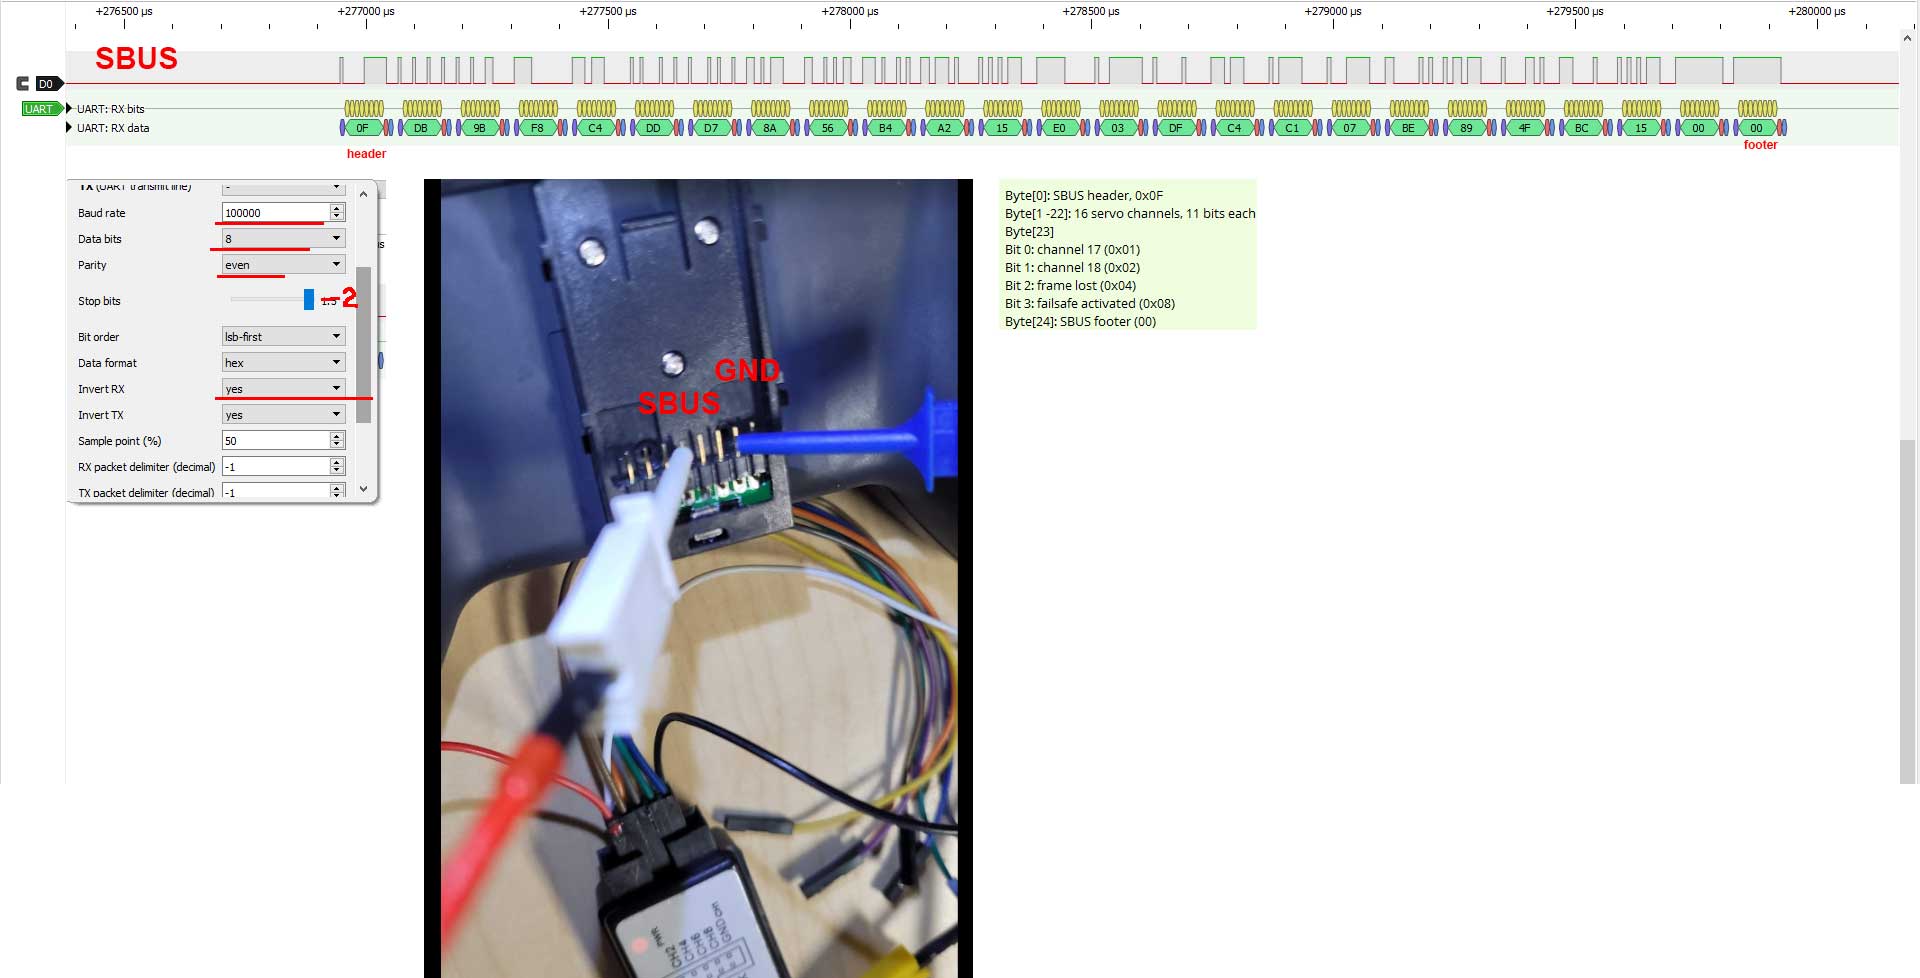 +276500 µs +277000 µs +277500 µs +278000 µs +278500 µs +279000 µs +279500 µs +280000 µs
SBUS
D0
UART UART: RX bits
UART: RX data 0F DB 9B F8 C4 DD D7 8A 56 B4 A2 15 E0 03 DF C4 C1 07 BE 89 4F BC 15 00 00
header footer
TX (UART transmit line) -
Baud rate 100000
Data bits 8
Parity even
Stop bits 1.5 2
Bit order lsb-first
Data format hex
Invert RX yes
Invert TX yes
Sample point (%) 50
RX packet delimiter (decimal) -1
TX packet delimiter (decimal) -1
GND
SBUS
CH2 PWR
CH4
CH6
CH8
GND CH1
Byte[0]: SBUS header, 0x0F
Byte[1 -22]: 16 servo channels, 11 bits each
Byte[23]
Bit 0: channel 17 (0x01)
Bit 1: channel 18 (0x02)
Bit 2: frame lost (0x04)
Bit 3: failsafe activated (0x08)
Byte[24]: SBUS footer (00)